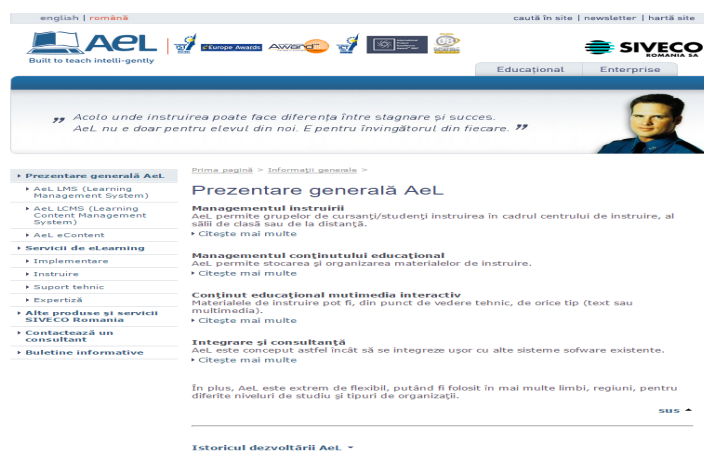 english | română
caută în site | newsletter | hartă site
AeL
Built to teach intelli-gently
eEurope Awards
Award
SIVECO
ROMANIA SA
Educațional
Enterprise
„ Acolo unde instruirea poate face diferența între stagnare și succes.
AeL nu e doar pentru elevul din noi. E pentru învingătorul din fiecare. ”
Prezentare generală AeL
AeL LMS (Learning
Management System)
AeL LCMS (Learning
Content Management
System)
AeL eContent
Servicii de eLearning
Implementare
Instruire
Suport tehnic
Expertiză
Alte produse și servicii
SIVECO Romania
Contactează un
consultant
Buletine informative
Prima pagină > Informații generale >
Prezentare generală AeL
Managementul instruirii
AeL permite grupelor de cursanți/studenți instruirea în cadrul centrului de instruire, al
sălii de clasă sau de la distanță.
Citește mai multe
Managementul conținutului educațional
AeL permite stocarea și organizarea materialelor de instruire.
Citește mai multe
Conținut educațional mutimedia interactiv
Materialele de instruire pot fi, din punct de vedere tehnic, de orice tip (text sau
multimedia).
Citește mai multe
Integrare și consultanță
AeL este conceput astfel încât să se integreze ușor cu alte sisteme sofware existente.
Citește mai multe
În plus, AeL este extrem de flexibil, putând fi folosit în mai multe limbi, regiuni, pentru
diferite niveluri de studiu și tipuri de organizații.
sus
Istoricul dezvoltării AeL